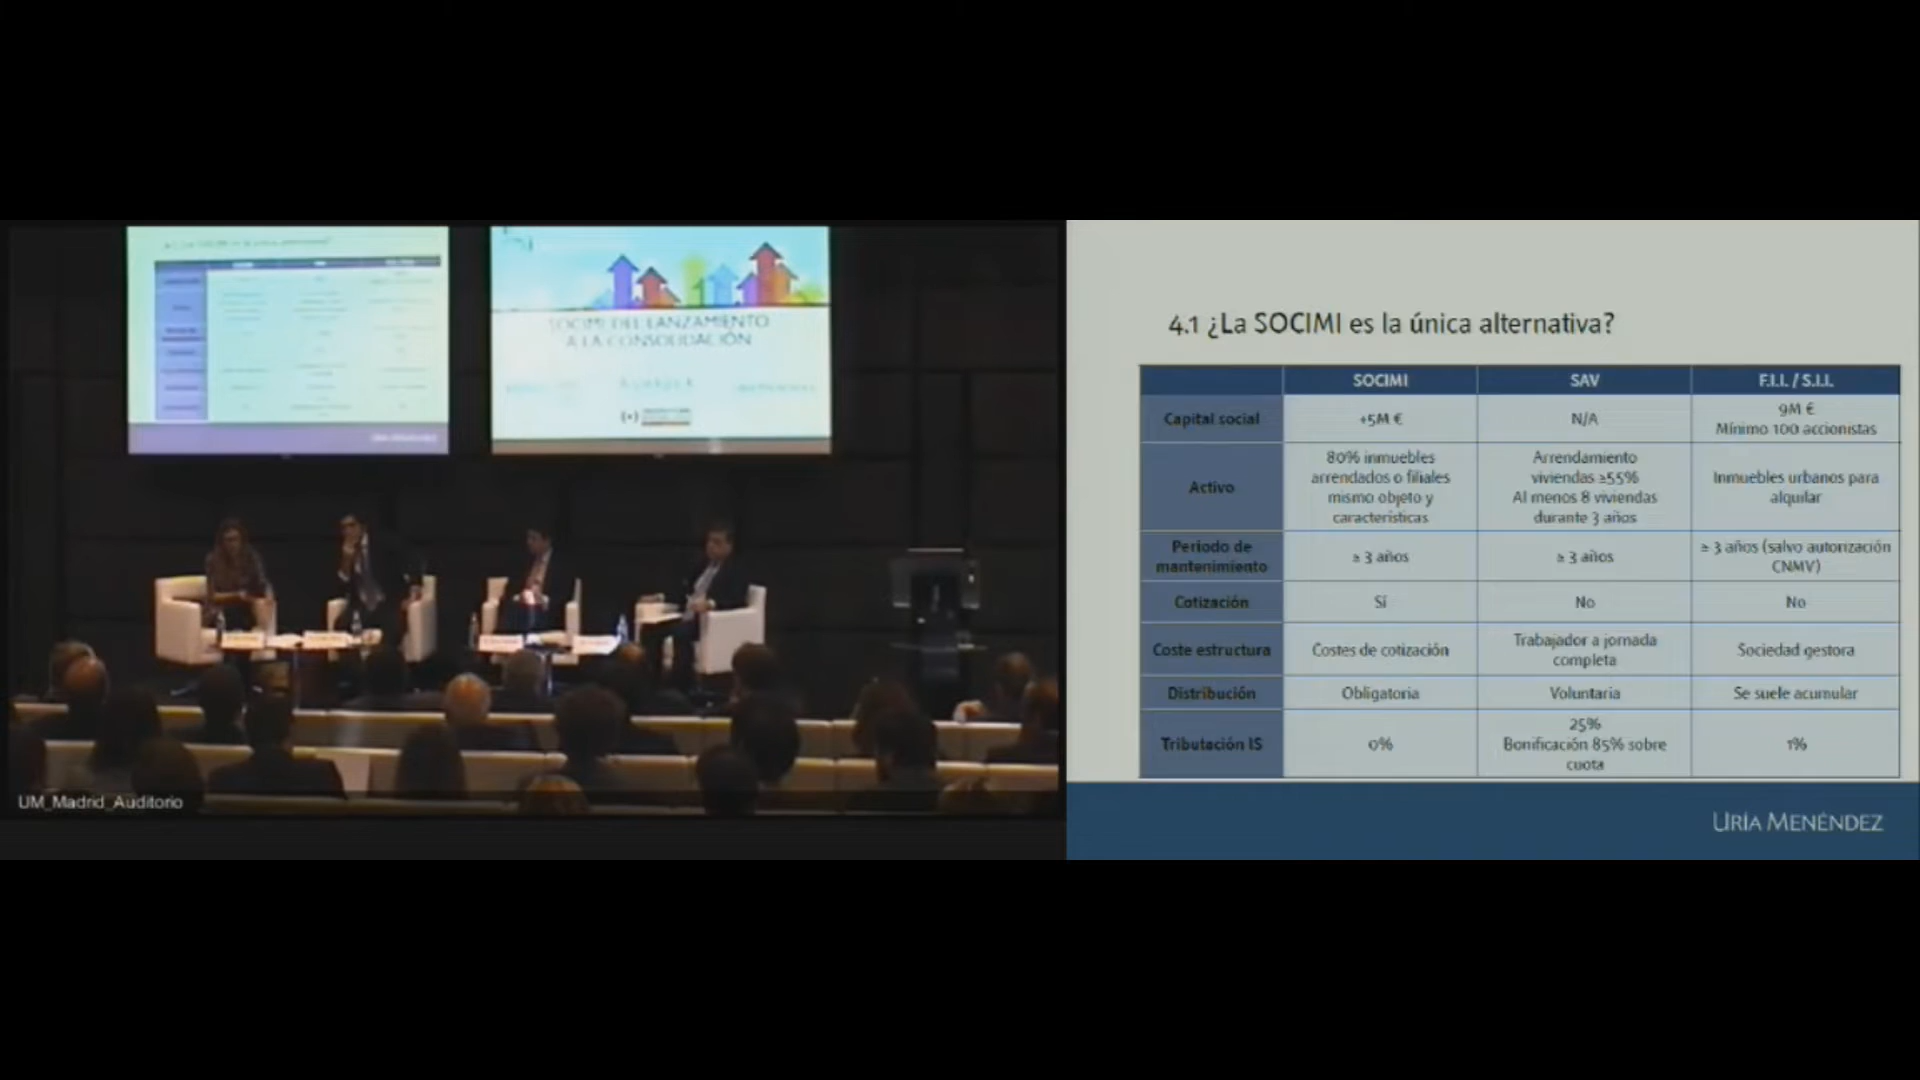 SOCIMI DEL LANZAMIENTO
A LA CONSOLIDACIÓN
UM_Madrid_Auditorio
4.1 ¿La SOCIMI es la única alternativa?
SOCIMI SAV F.I.I. / S.I.I.
Capital social +5M € N/A 9M €
Mínimo 100 accionistas
Activo 80% inmuebles
arrendados o filiales
mismo objeto y
características
Arrendamiento
viviendas ≥55%
Al menos 8 viviendas
durante 3 años
Inmuebles urbanos para
alquilar
Periodo de
mantenimiento
≥ 3 años ≥ 3 años ≥ 3 años (salvo autorización
CNMV)
Cotización Sí No No
Coste estructura Costes de cotización Trabajador a jornada
completa
Sociedad gestora
Distribución Obligatoria Voluntaria Se suele acumular
Tributación IS 0% 25%
Bonificación 85% sobre
cuota
1%
URÍA MENÉNDEZ